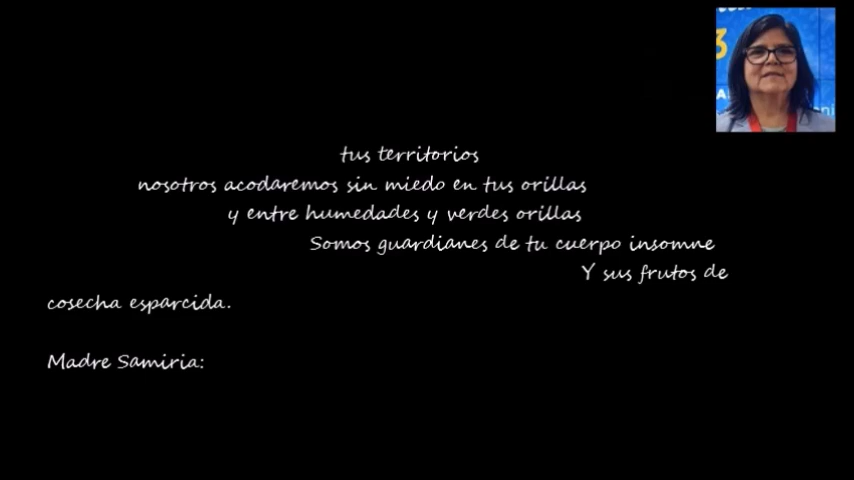 3
tus territorios
nosotros acodaremos sin miedo en tus orillas
y entre humedades y verdes orillas
Somos guardianes de tu cuerpo insomne
Y sus frutos de
cosecha esparcida.
Madre Samiria: